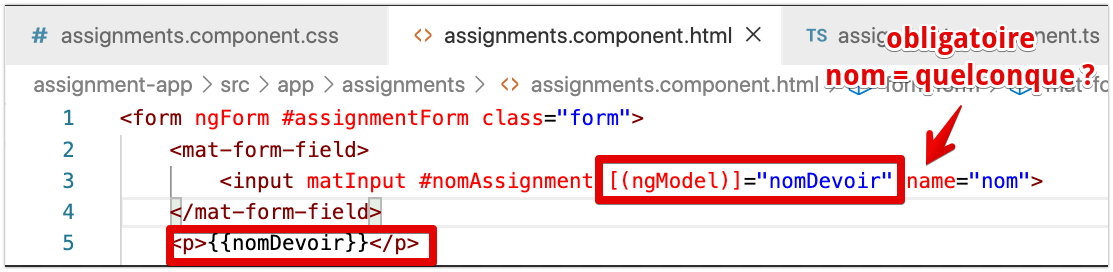 # assignments.component.css <> assignments.component.html × TS assig
obligatoire
nent.ts
nom = quelconque ?
assignment-app > src > app > assignments > <> assignments.component.html >
1 <form ngForm #assignmentForm class="form">
2 <mat-form-field>
3 <input matInput #nomAssignment [(ngModel)]="nomDevoir" name="nom">
4 </mat-form-field>
5 <p>{{nomDevoir}}</p>